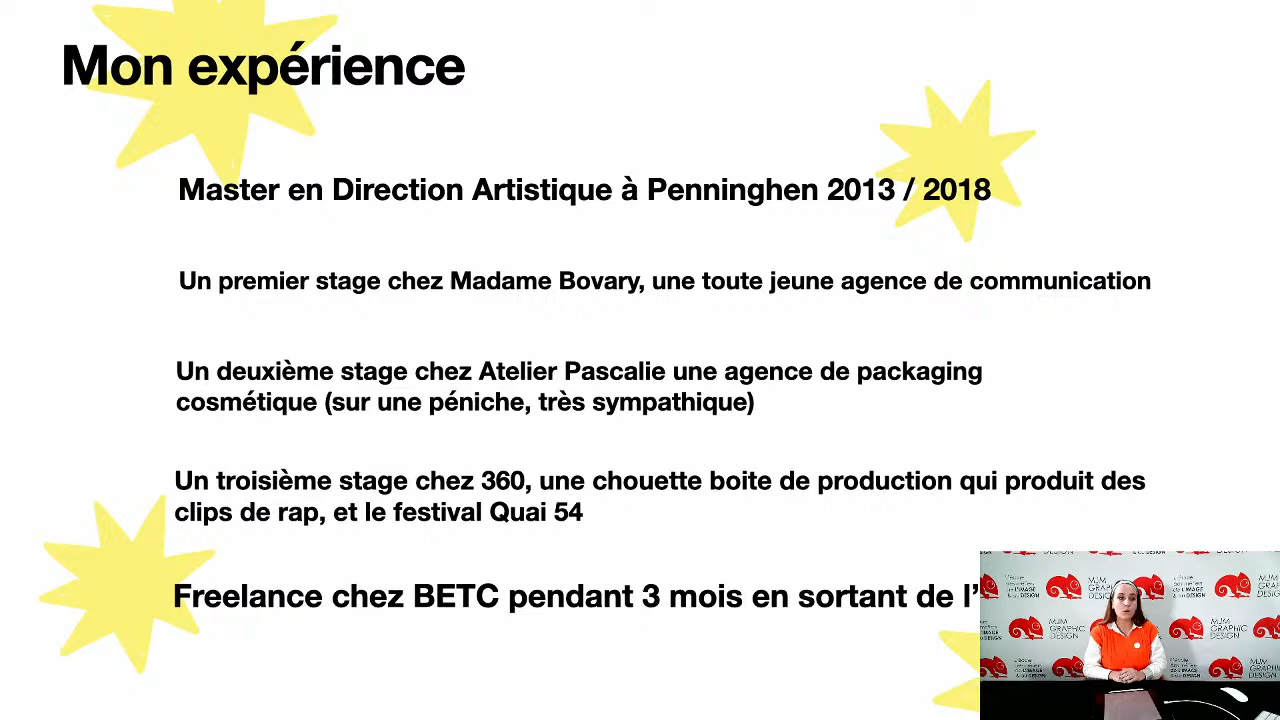 Mon expérience
Master en Direction Artistique à Penninghen 2013 / 2018
Un premier stage chez Madame Bovary, une toute jeune agence de communication
Un deuxième stage chez Atelier Pascalie une agence de packaging
cosmétique (sur une péniche, très sympathique)
Un troisième stage chez 360, une chouette boite de production qui produit des
clips de rap, et le festival Quai 54
Freelance chez BETC pendant 3 mois en sortant de l’
MJM
GRAPHIC
DESIGN